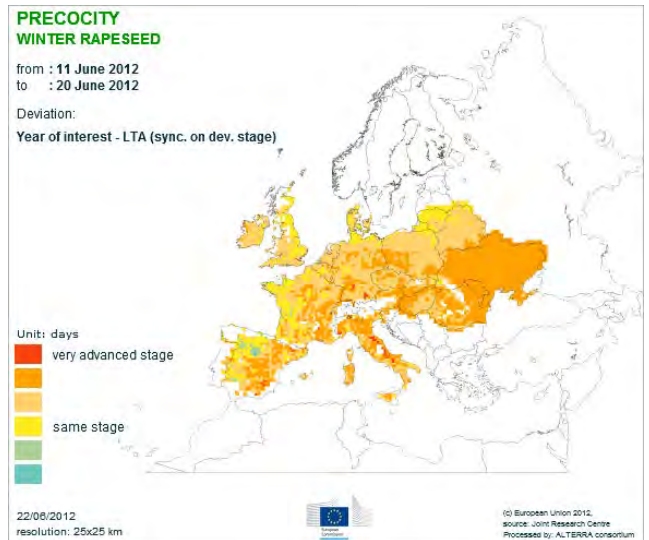 PRECOCITY
WINTER RAPESEED
from : 11 June 2012
to : 20 June 2012
Deviation:
Year of interest - LTA (sync. on dev. stage)
Unit: days
very advanced stage
same stage
22/06/2012
resolution: 25x25 km
European
Commission
(c) European Union 2012,
source: Joint Research Centre
Processed by: ALTERRA consortium